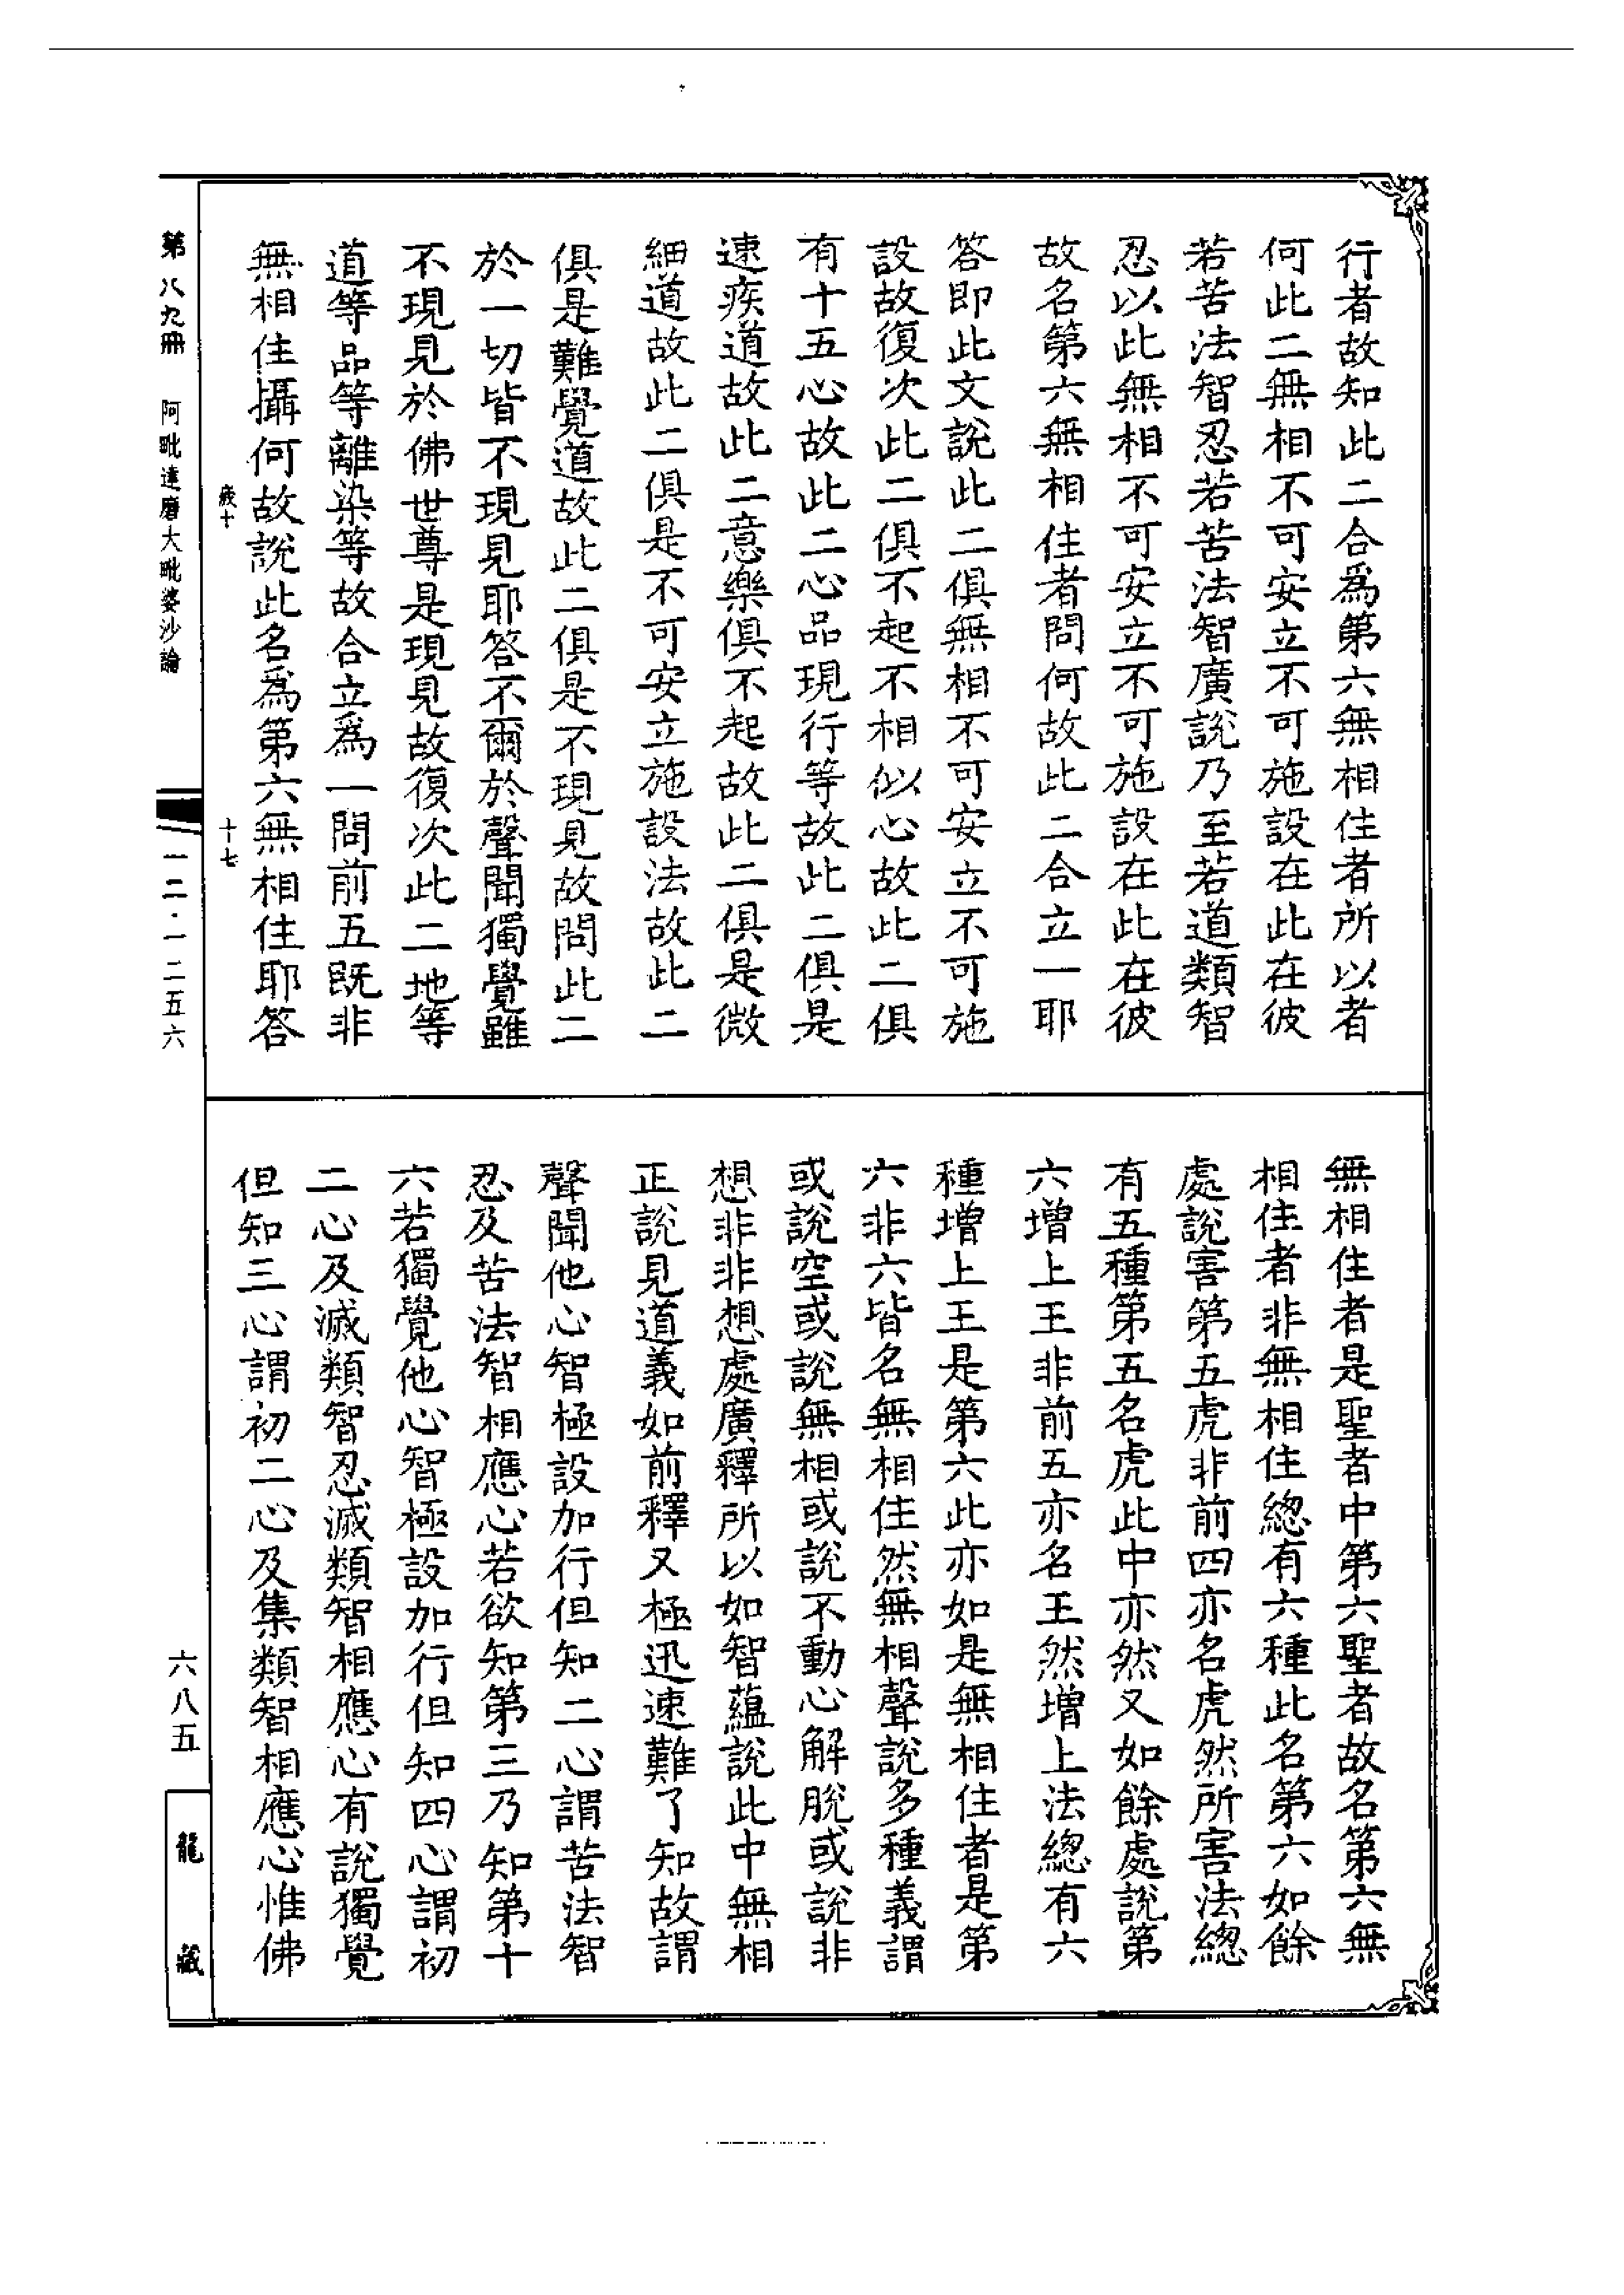 行者故知此二合爲第六無相住者所以者
何此二無相不可安立不可施設在此在彼
若苦法智忍若苦法智廣說乃至若道類智
忍以此無相不可安立不可施設在此在彼
故名第六無相住者問何故此二合立一耶
答即此文說此二俱無相不可安立不可施
設故復次此二俱不起不相似心故此二俱
有十五心故此二心品現行等故此二俱是
速疾道故此二意樂俱不起故此二俱是微
細道故此二俱是不可安立施設法故此二
俱是難覺道故此二俱是不現見故問此二
於一切皆不現見耶答不爾於聲聞獨覺雖
不現見於佛世尊是現見故復次此二地等
道等品等離染等故合立爲一問前五既非
無相住攝何故說此名爲第六無相住耶答
無相住者是聖者中第六聖者故名第六無
相住者非無相住總有六種此名第六如餘
處說害第五虎非前四亦名虎然所害法總
有五種第五名虎此中亦然又如餘處說第
六增上王非前五亦名王然增上法總有六
種增上王是第六此亦如是無相住者是第
六非六皆名無相住然無相聲說多種義謂
或說空或說無相或說不動心解脫或說非
想非非想處廣釋所以如智蘊說此中無相
正說見道義如前釋又極迅速難了知故謂
聲聞他心智極設加行但知二心謂苦法智
忍及苦法智相應心若欲知第三乃知第十
六若獨覺他心智極設加行但知四心謂初
二心及滅類智忍滅類智相應心有說獨覺
但知三心謂初二心及集類智相應心惟佛
第八九冊
阿毗達磨大毗婆沙論
十七
一二·一二五六
六八五
龍藏